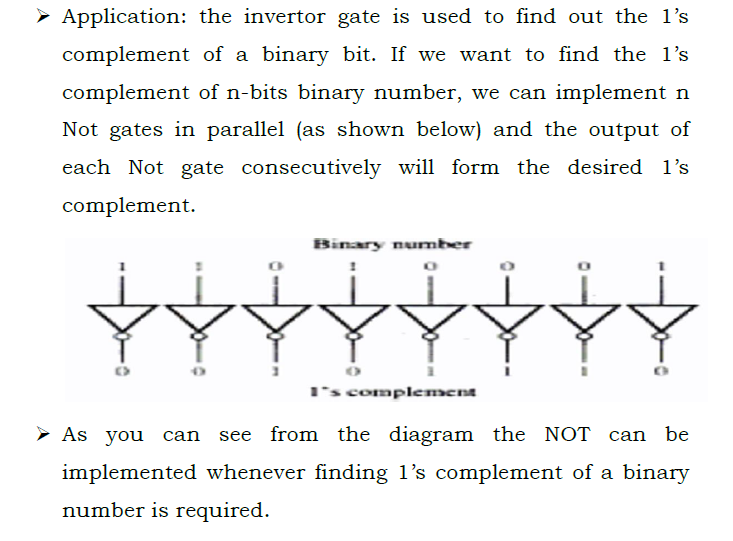 ➢ Application: the invertor gate is used to find out the 1’s
complement of a binary bit. If we want to find the 1’s
complement of n-bits binary number, we can implement n
Not gates in parallel (as shown below) and the output of
each Not gate consecutively will form the desired 1’s
complement.
Binary number
1 1 0 1 0 0 0 1
0 0 1 0 1 1 1 0
1's complement
➢ As you can see from the diagram the NOT can be
implemented whenever finding 1’s complement of a binary
number is required.